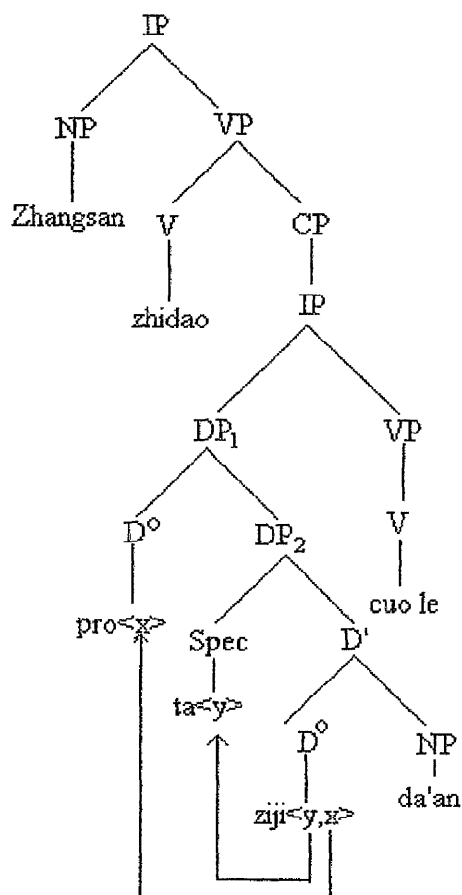 IP
NP VP
Zhangsan V CP
zhidao IP
DP₁ VP
D° DP₂ V
pro<x> Spec D' cuo le
ta<y> D° NP
ziji<y,x> da'an